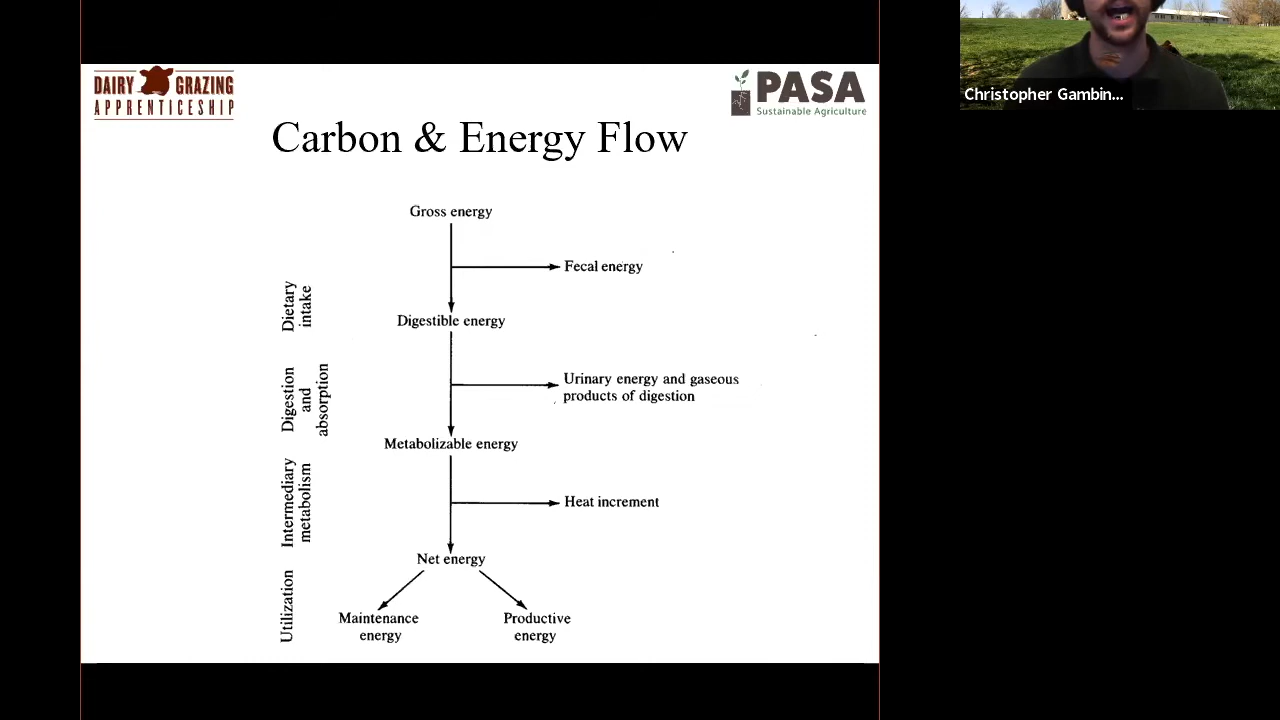 DAIRY GRAZING
APPRENTICESHIP
PASA
Sustainable Agriculture
Christopher Gambin...
Carbon & Energy Flow
Gross energy
Fecal energy
Dietary
intake
Digestible energy
Digestion
and
absorption
Urinary energy and gaseous
products of digestion
Metabolizable energy
Intermediary
metabolism
Heat increment
Net energy
Utilization
Maintenance
energy
Productive
energy